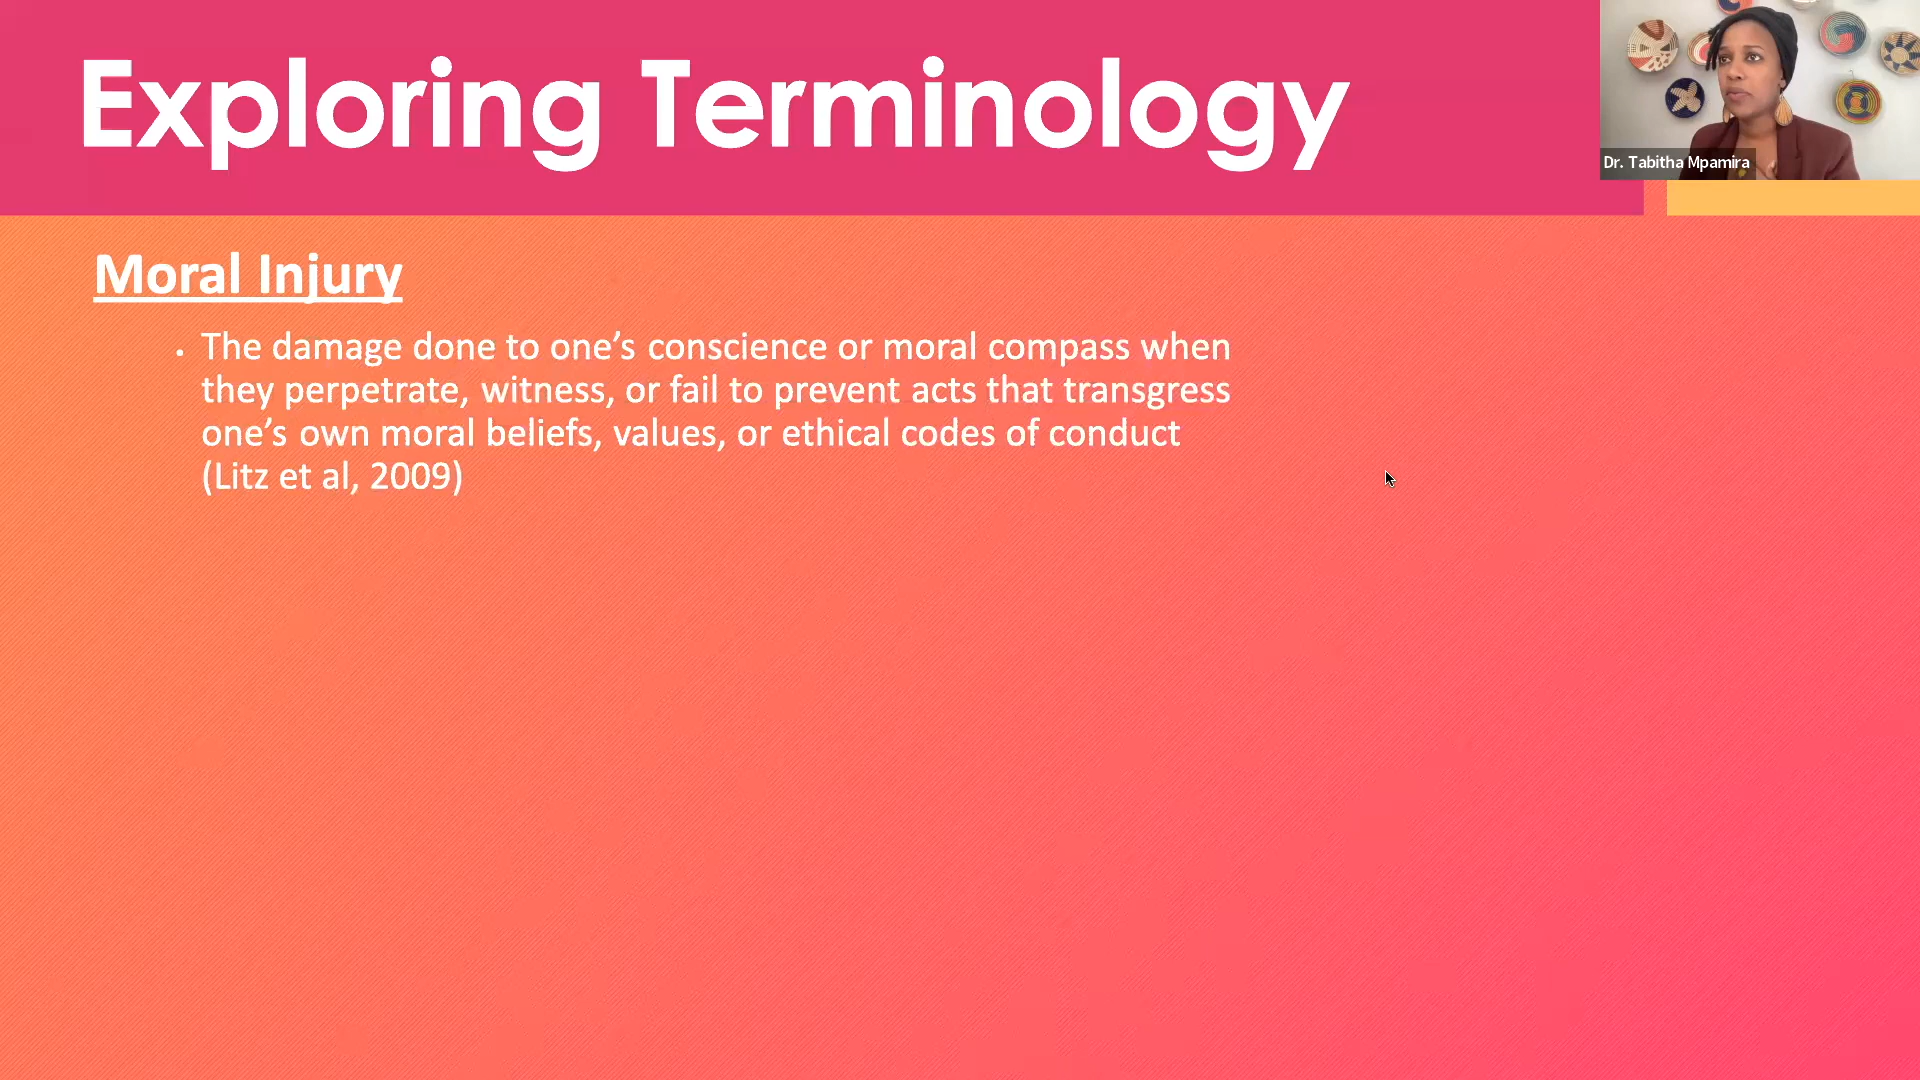 Exploring Terminology
Dr. Tabitha Mpamira
Moral Injury
• The damage done to one’s conscience or moral compass when
they perpetrate, witness, or fail to prevent acts that transgress
one’s own moral beliefs, values, or ethical codes of conduct
(Litz et al, 2009)